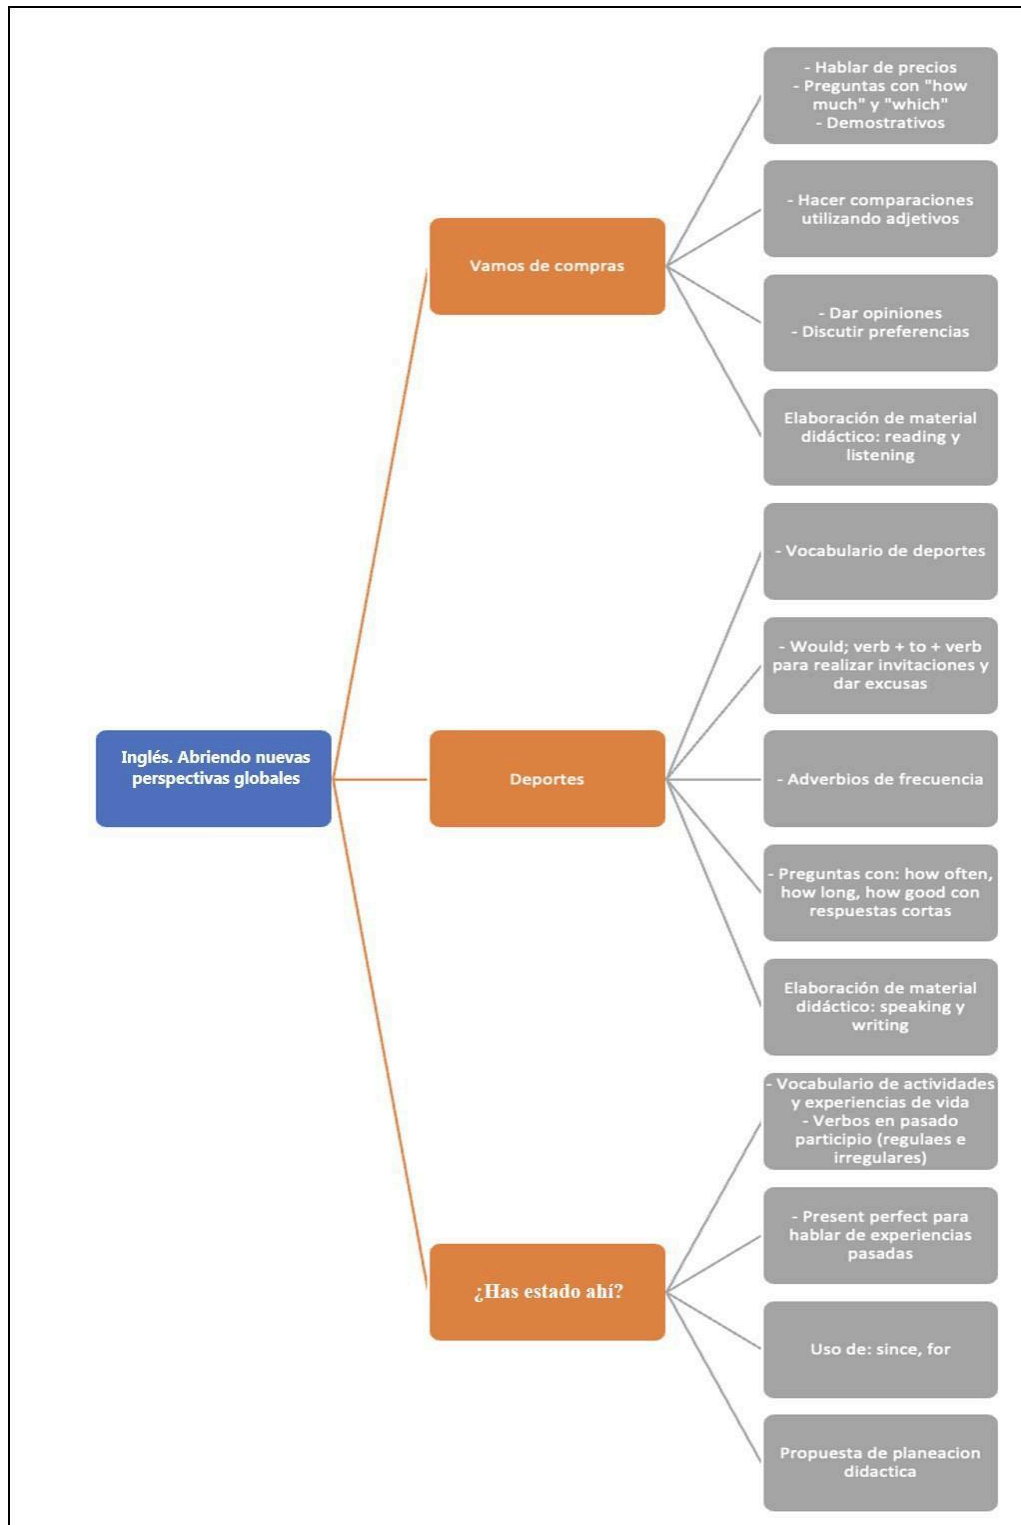 - Hablar de precios
- Preguntas con "how
much" y "which"
- Demostrativos
- Hacer comparaciones
utilizando adjetivos
Vamos de compras
- Dar opiniones
- Discutir preferencias
Elaboración de material
didáctico: reading y
listening
- Vocabulario de deportes
- Would; verb + to + verb
para realizar invitaciones y
dar excusas
Inglés. Abriendo nuevas
perspectivas globales
Deportes
- Adverbios de frecuencia
- Preguntas con: how often,
how long, how good con
respuestas cortas
Elaboración de material
didáctico: speaking y
writing
- Vocabulario de actividades
y experiencias de vida
- Verbos en pasado
participio (regulaes e
irregulares)
- Present perfect para
hablar de experiencias
pasadas
¿Has estado ahí?
Uso de: since, for
Propuesta de planeacion
didactica